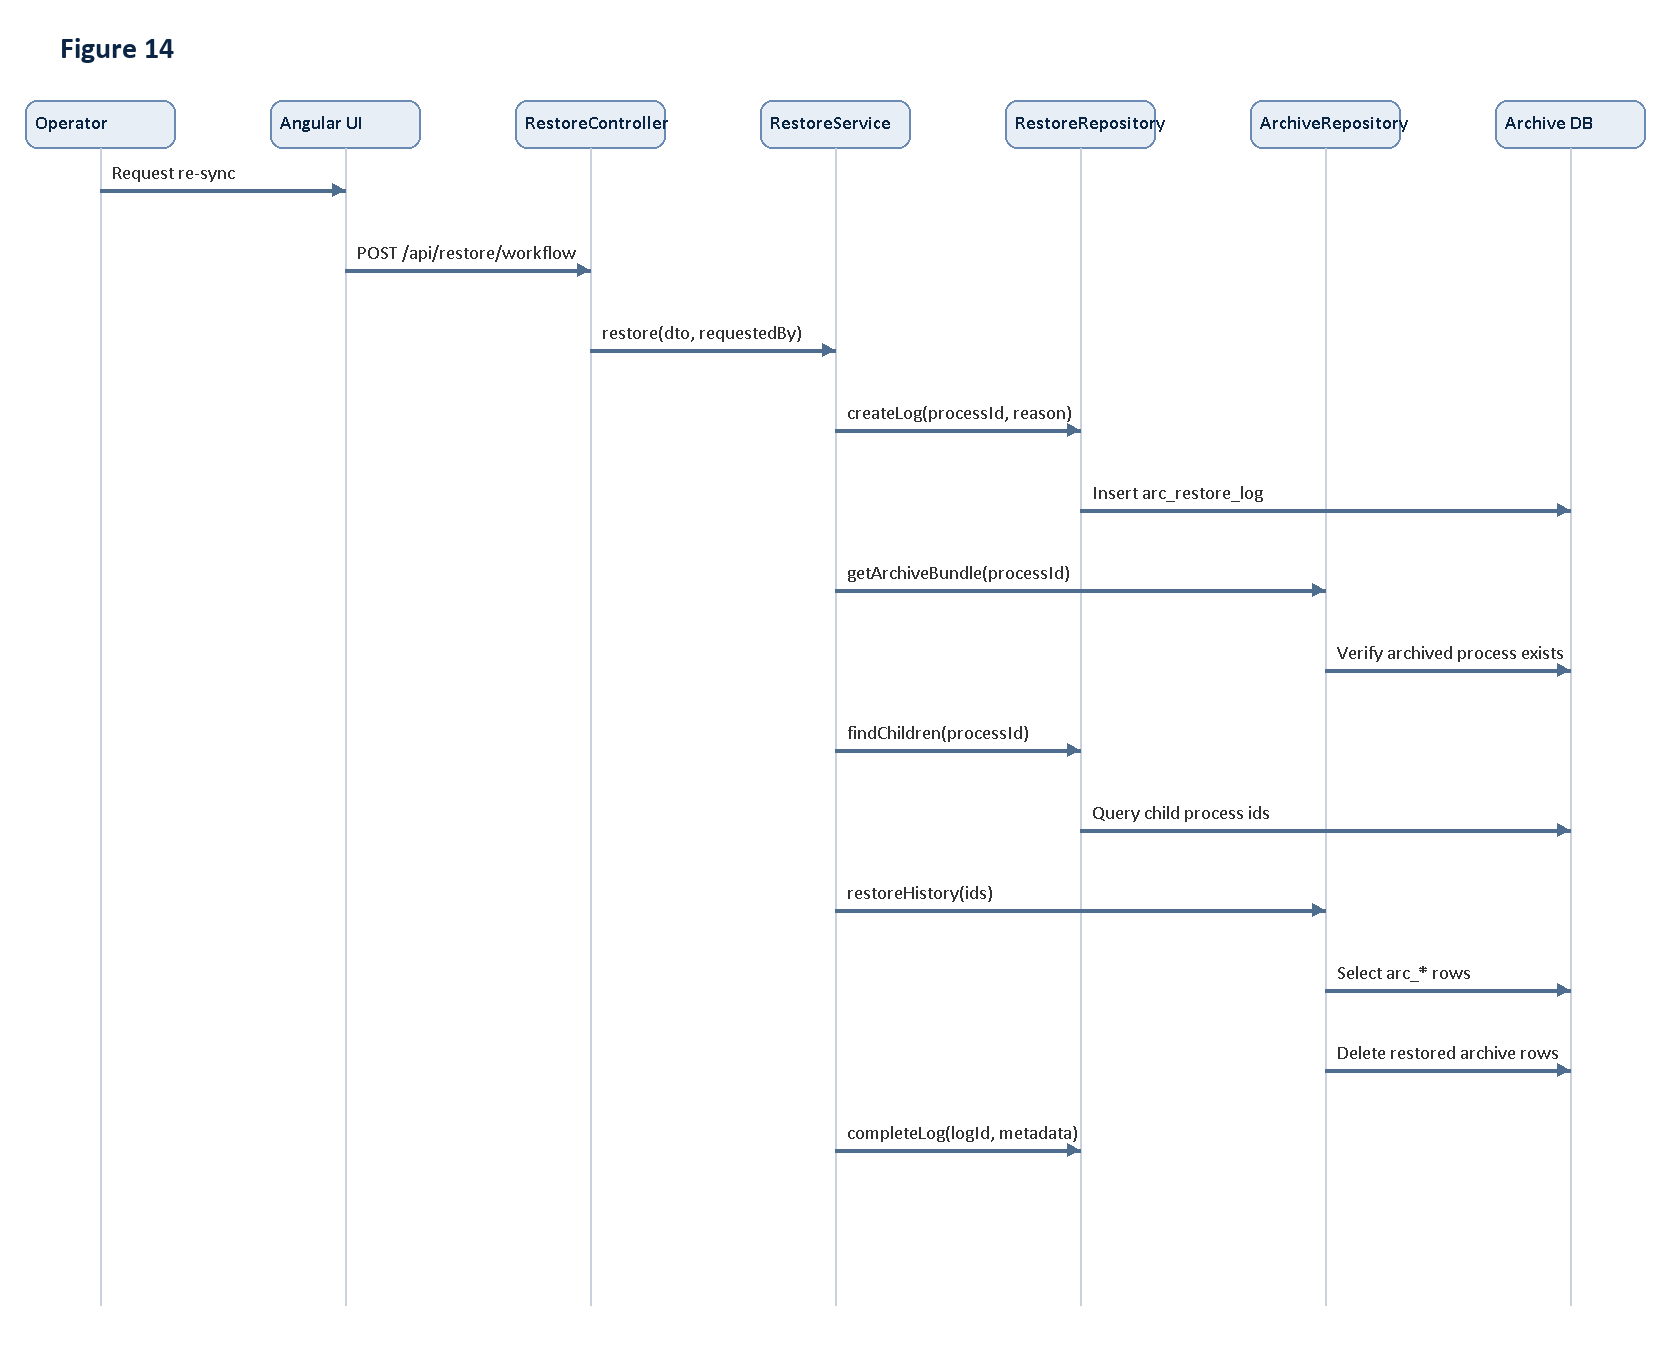 Figure 14
Operator
Angular UI
RestoreController
RestoreService
RestoreRepository
ArchiveRepository
Archive DB
Request re-sync
POST /api/restore/workflow
restore(dto, requestedBy)
createLog(processId, reason)
Insert arc_restore_log
getArchiveBundle(processId)
Verify archived process exists
findChildren(processId)
Query child process ids
restoreHistory(ids)
Select arc_* rows
Delete restored archive rows
completeLog(logId, metadata)